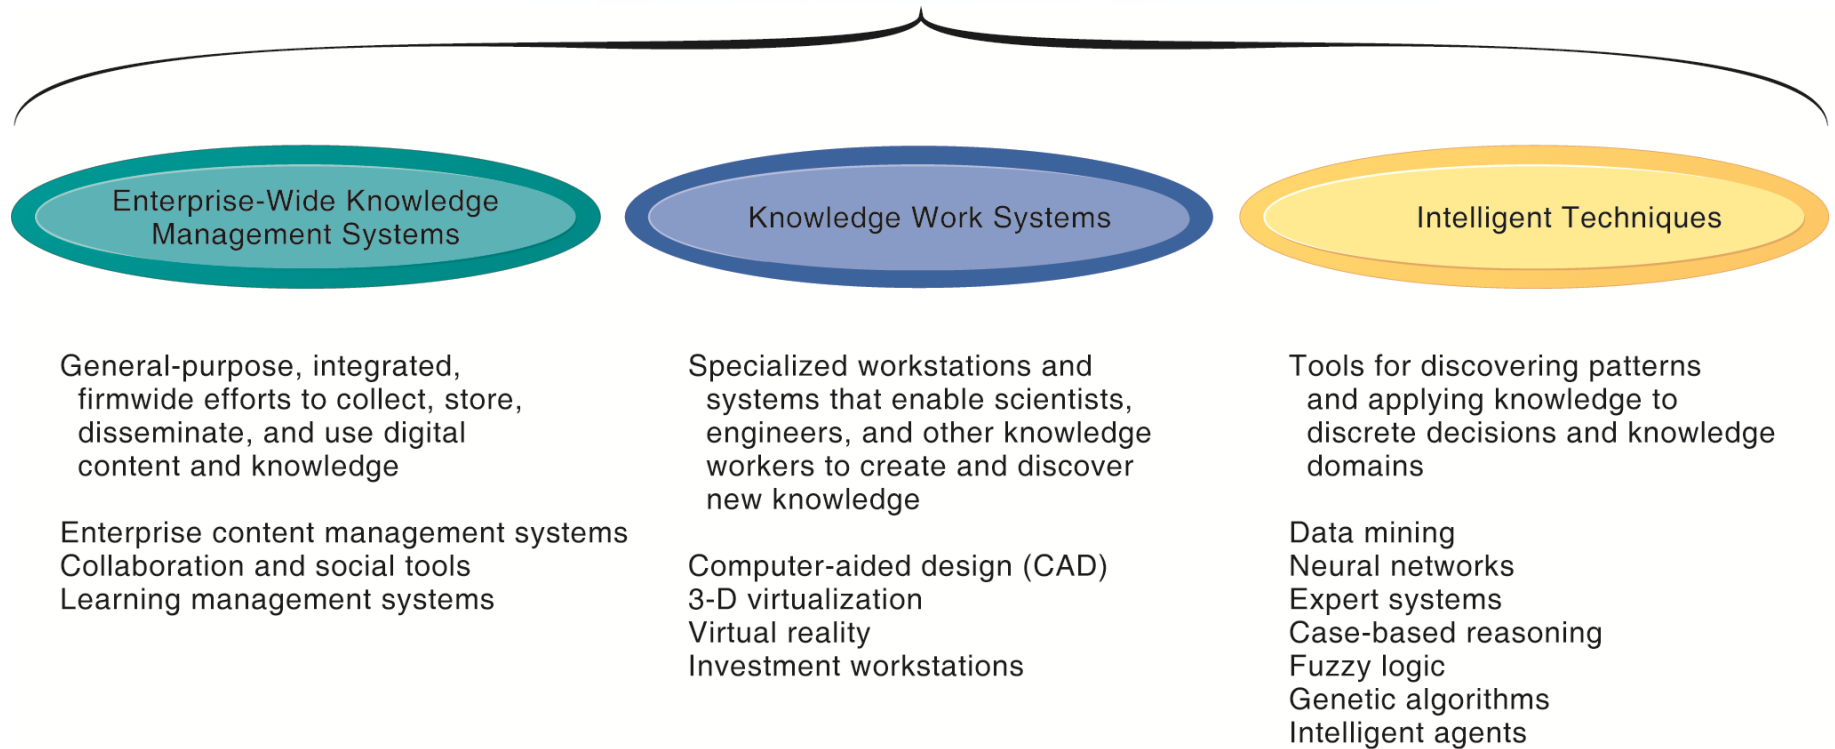 Enterprise-Wide Knowledge
Management Systems
Knowledge Work Systems
Intelligent Techniques
General-purpose, integrated,
firmwide efforts to collect, store,
disseminate, and use digital
content and knowledge
Enterprise content management systems
Collaboration and social tools
Learning management systems
Specialized workstations and
systems that enable scientists,
engineers, and other knowledge
workers to create and discover
new knowledge
Computer-aided design (CAD)
3-D virtualization
Virtual reality
Investment workstations
Tools for discovering patterns
and applying knowledge to
discrete decisions and knowledge
domains
Data mining
Neural networks
Expert systems
Case-based reasoning
Fuzzy logic
Genetic algorithms
Intelligent agents